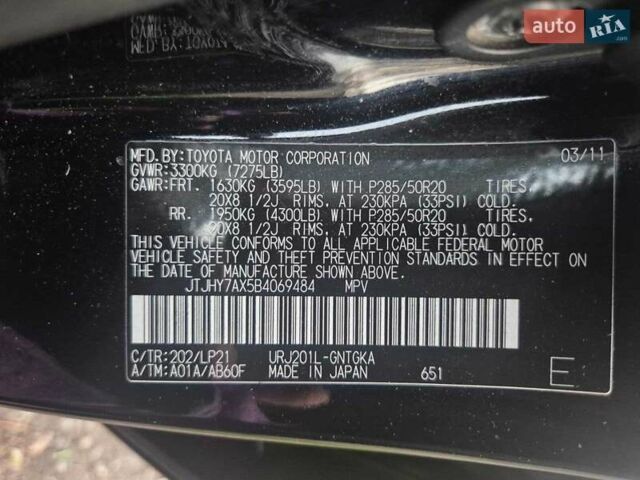 auto RIA .com
MFD. BY: TOYOTA MOTOR CORPORATION 03/11
GVWR: 3300KG (7275LB)
GAWR: FRT. 1630KG (3595LB) WITH P285/50R20 TIRES,
20X8 1/2J RIMS, AT 230KPA (33PSI) COLD.
RR. 1950KG (4300LB) WITH P285/50R20 TIRES,
20X8 1/2J RIMS, AT 230KPA (33PSI) COLD.
THIS VEHICLE CONFORMS TO ALL APPLICABLE FEDERAL MOTOR
VEHICLE SAFETY AND THEFT PREVENTION STANDARDS IN EFFECT
ON THE DATE OF MANUFACTURE SHOWN ABOVE.
JTJHY7AX5B4069484 MPV
C/TR: 202/LP21 URJ201L-GNTGKA
A/TM: A01A/AB60F MADE IN JAPAN 651 E